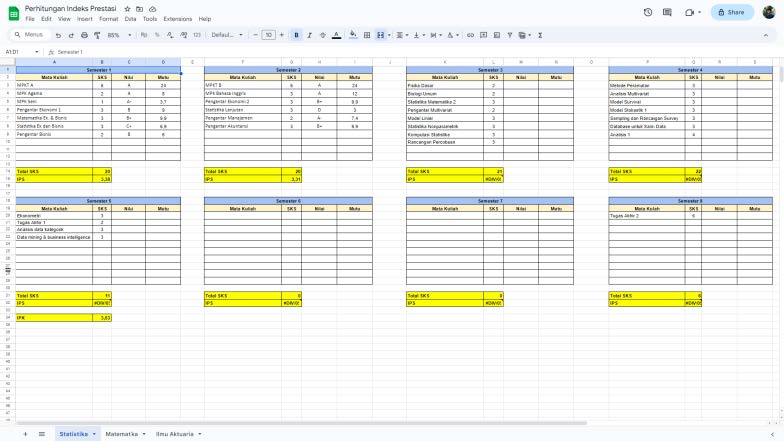 Perhitungan Indeks Prestasi
File Edit View Insert Format Data Tools Extensions Help
Share
Menus 85% Rp % 123 Defaul... 10 B I A
A1:D1 fx Semester 1
A B C D E F G H I J K L M N O P Q R S
Semester 1 Semester 2 Semester 3 Semester 4
Mata Kuliah SKS Nilai Mutu Mata Kuliah SKS Nilai Mutu Mata Kuliah SKS Nilai Mutu Mata Kuliah SKS Nilai Mutu
MPKT A 6 A 24 MPKT B 6 A 24 Fisika Dasar 2 Metode Peramalan 3
MPK Agama 2 A 8 MPK Bahasa Inggris 3 A 12 Biologi Umum 2 Analisis Multivariat 3
MPK Seni 1 A- 3,7 Pengantar Ekonomi 2 3 B+ 9,9 Statistika Matematika 2 3 Model Survival 3
Pengantar Ekonomi 1 3 B 9 Statistika Lanjutan 3 D 3 Pengantar Multivariat 2 Model Stokastik 1 3
Matematika Ek. & Bisnis 3 B+ 9.9 Pengantar Manajemen 2 A- 7.4 Model Linier 3 Sampling dan Rancangan Survey 3
Statistika Ek dan Bisnis 3 C+ 6,9 Pengantar Akuntansi 3 B+ 9,9 Statistika Nonparametrik 3 Database untuk Sain Data 3
Pengantar Bisnis 2 B 6 Komputasi Statistika 3 Analisis 1 4
Rancangan Percobaan 3
Total SKS 20 Total SKS 20 Total SKS 21 Total SKS 22
IPS 3,38 IPS 3,31 IPS #DIV/0! IPS #DIV/0!
Semester 5 Semester 6 Semester 7 Semester 8
Mata Kuliah SKS Nilai Mutu Mata Kuliah SKS Nilai Mutu Mata Kuliah SKS Nilai Mutu Mata Kuliah SKS Nilai Mutu
Ekonometri 3 Tugas Akhir 2 6
Tugas Akhir 1 2
Analisis data kategorik 3
Data mining & business intelligence 3
Total SKS 11 Total SKS 0 Total SKS 0 Total SKS 6
IPS #DIV/0! IPS #DIV/0! IPS #DIV/0! IPS #DIV/0!
IPK 3,63
Statistika Matematika Ilmu Aktuaria